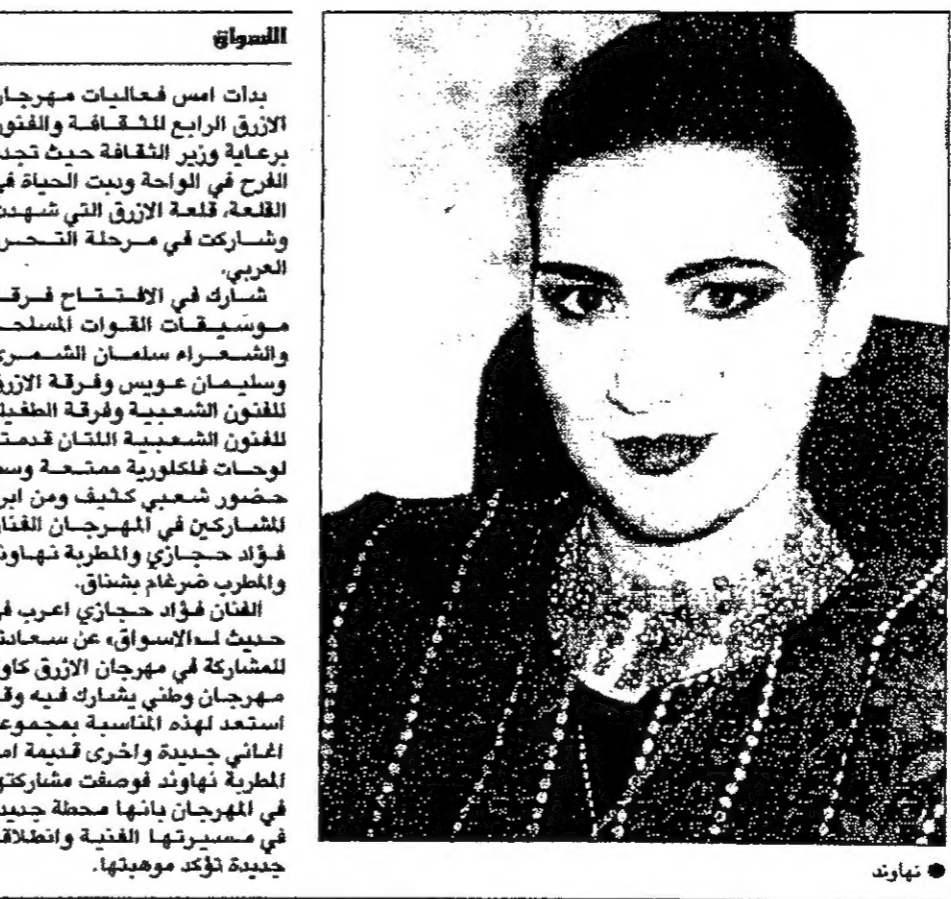 الاسواق
بدات امس فعاليات مهرجان
الازرق الرابع للثقافة والفنون
برعاية وزير الثقافة حيث تجدد
الفرح في الواحة ودبت الحياة في
القلعة، قلعة الازرق التي شهدت
وشاركت في مرحلة التحرر
العربي.
شارك في الافتتاح فرقة
موسيقات القوات المسلحة
والشعراء سلمان الشمري
وسليمان عويس وفرقة الازرق
للفنون الشعبية وفرقة الطفيلة
للفنون الشعبية اللتان قدمتا
لوحات فلكلورية ممتعة وسط
حضور شعبي كثيف ومن ابرز
المشاركين في المهرجان الفنان
فؤاد حجازي والمطربة نهاوند
والمطرب ضرغام بشناق.
الفنان فؤاد حجازي اعرب في
حديث لـ«الاسواق» عن سعادته
للمشاركة في مهرجان الازرق كاول
مهرجان وطني يشارك فيه وقد
استعد لهذه المناسبة بمجموعة
اغاني جديدة واخرى قديمة اما
المطربة نهاوند فوصفت مشاركتها
في المهرجان بانها محطة جديدة
في مسيرتها الفنية وانطلاقة
جديدة تؤكد موهبتها.
● نهاوند